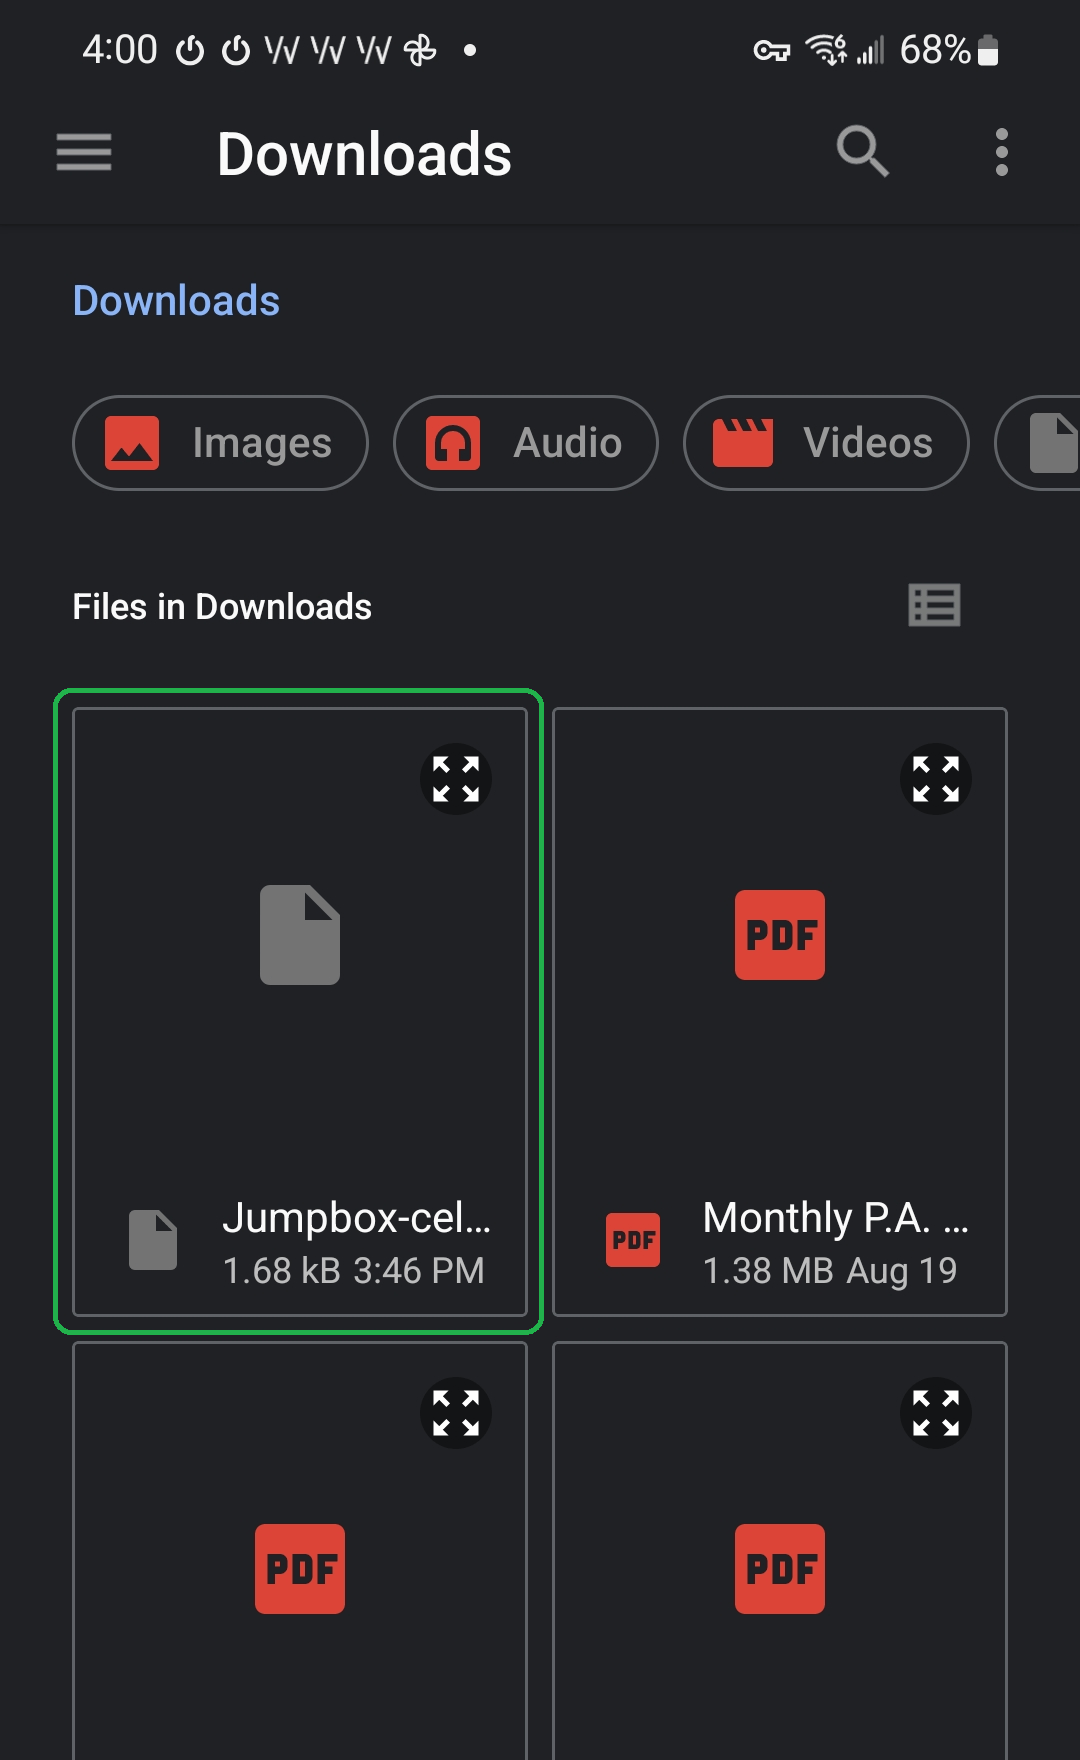 4:00 68%
Downloads
Downloads
Images Audio Videos
Files in Downloads
PDF
Jumpbox-cel...
1.68 kB 3:46 PM
PDF Monthly P.A. ...
1.38 MB Aug 19
PDF PDF